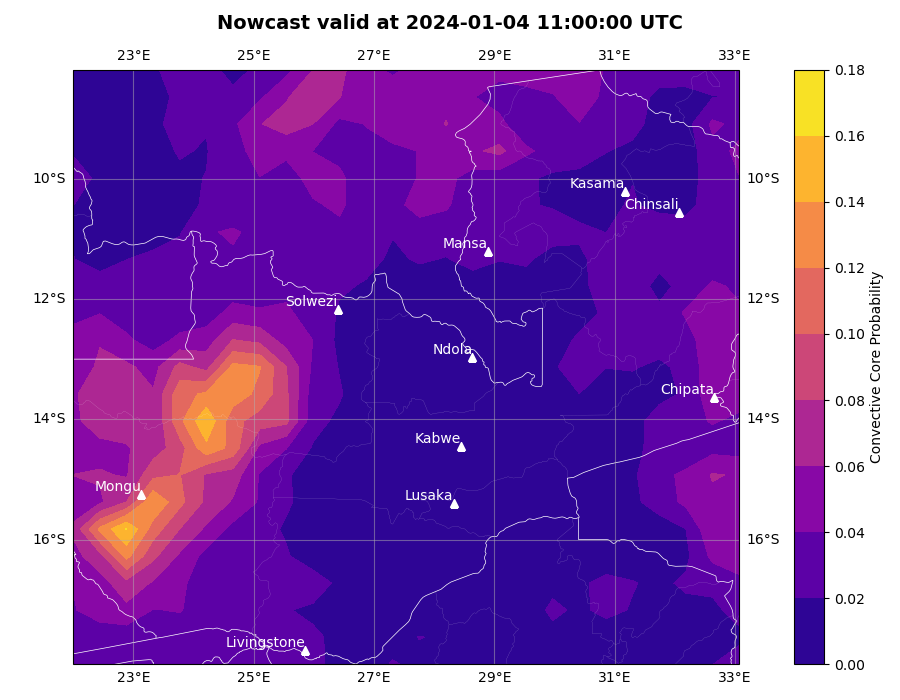 Nowcast valid at 2024-01-04 11:00:00 UTC
23°E 25°E 27°E 29°E 31°E 33°E
0.18
0.16
0.14
0.12
0.10
0.08
0.06
0.04
0.02
0.00
Convective Core Probability
10°S 10°S
12°S 12°S
14°S 14°S
16°S 16°S
Kasama
Chinsali
Mansa
Solwezi
Ndola
Chipata
Kabwe
Mongu
Lusaka
Livingstone
23°E 25°E 27°E 29°E 31°E 33°E